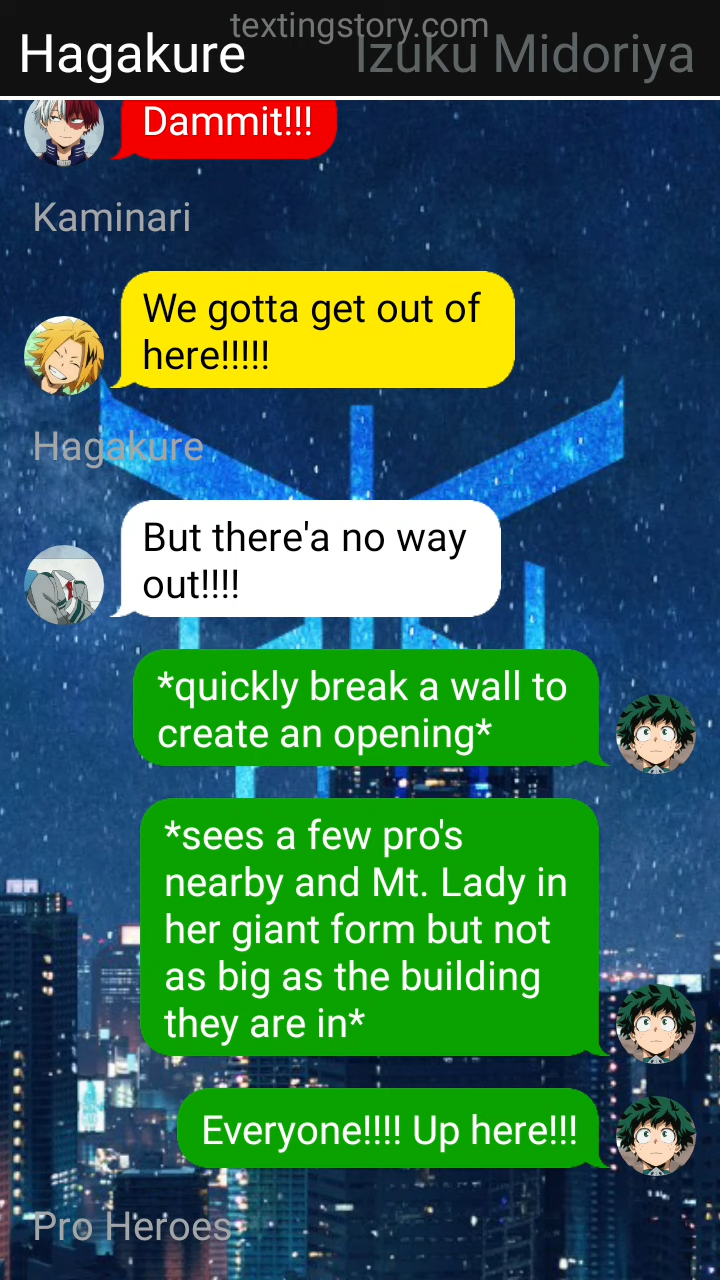 textingstory.com
Hagakure
Izuku Midoriya
Dammit!!!
Kaminari
We gotta get out of
here!!!!!
Hagakure
But there'a no way
out!!!!
*quickly break a wall to
create an opening*
*sees a few pro's
nearby and Mt. Lady in
her giant form but not
as big as the building
they are in*
Everyone!!!! Up here!!!
Pro Heroes